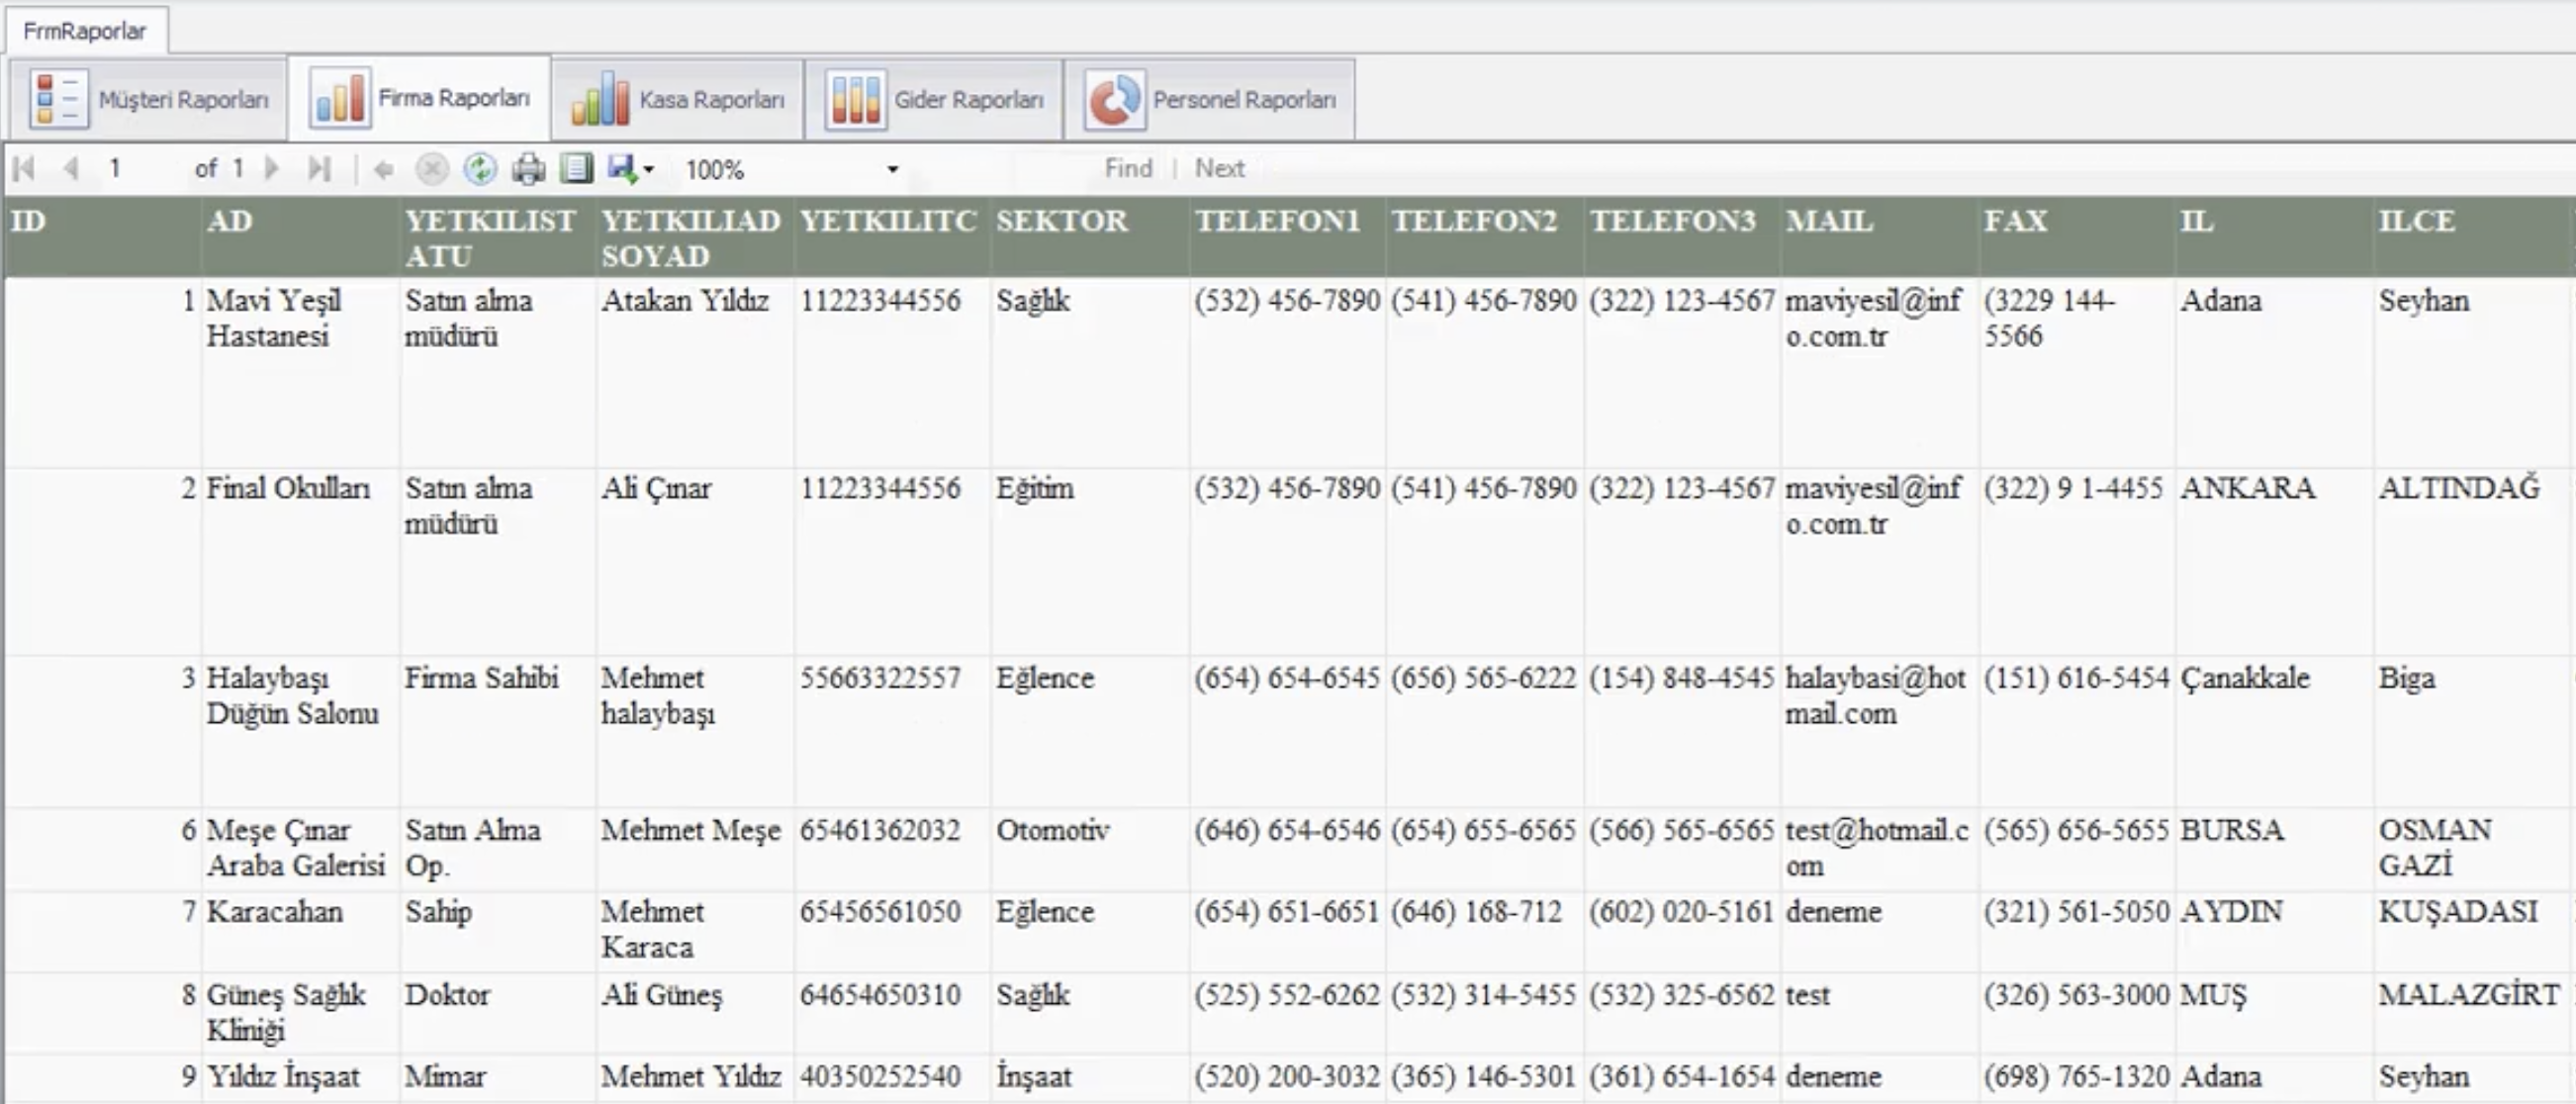 FrmRaporlar
Müşteri Raporları Firma Raporları Kasa Raporları Gider Raporları Personel Raporları
1 of 1 100% Find | Next
ID AD YETKILIST YETKILIAD YETKILITC SEKTOR TELEFON1 TELEFON2 TELEFON3 MAIL FAX IL ILCE
ATU SOYAD
1 Mavi Yeşil Satın alma Atakan Yıldız 11223344556 Sağlık (532) 456-7890 (541) 456-7890 (322) 123-4567 maviyesil@inf (3229 144- Adana Seyhan
Hastanesi müdürü o.com.tr 5566
2 Final Okulları Satın alma Ali Çınar 11223344556 Eğitim (532) 456-7890 (541) 456-7890 (322) 123-4567 maviyesil@inf (322) 9 1-4455 ANKARA ALTINDAĞ
müdürü o.com.tr
3 Halaybaşı Firma Sahibi Mehmet 55663322557 Eğlence (654) 654-6545 (656) 565-6222 (154) 848-4545 halaybasi@hot (151) 616-5454 Çanakkale Biga
Düğün Salonu halaybaşı mail.com
6 Meşe Çınar Satın Alma Mehmet Meşe 65461362032 Otomotiv (646) 654-6546 (654) 655-6565 (566) 565-6565 test@hotmail.c (565) 656-5655 BURSA OSMAN
Araba Galerisi Op. om GAZİ
7 Karacahan Sahip Mehmet 65456561050 Eğlence (654) 651-6651 (646) 168-712 (602) 020-5161 deneme (321) 561-5050 AYDIN KUŞADASI
Karaca
8 Güneş Sağlık Doktor Ali Güneş 64654650310 Sağlık (525) 552-6262 (532) 314-5455 (532) 325-6562 test (326) 563-3000 MUŞ MALAZGİRT
Kliniği
9 Yıldız İnşaat Mimar Mehmet Yıldız 40350252540 İnşaat (520) 200-3032 (365) 146-5301 (361) 654-1654 deneme (698) 765-1320 Adana Seyhan